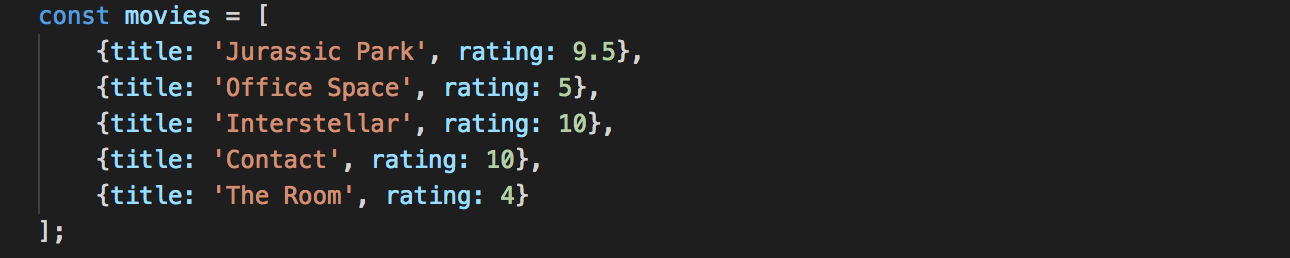 const movies = [
    {title: 'Jurassic Park', rating: 9.5},
    {title: 'Office Space', rating: 5},
    {title: 'Interstellar', rating: 10},
    {title: 'Contact', rating: 10},
    {title: 'The Room', rating: 4}
];